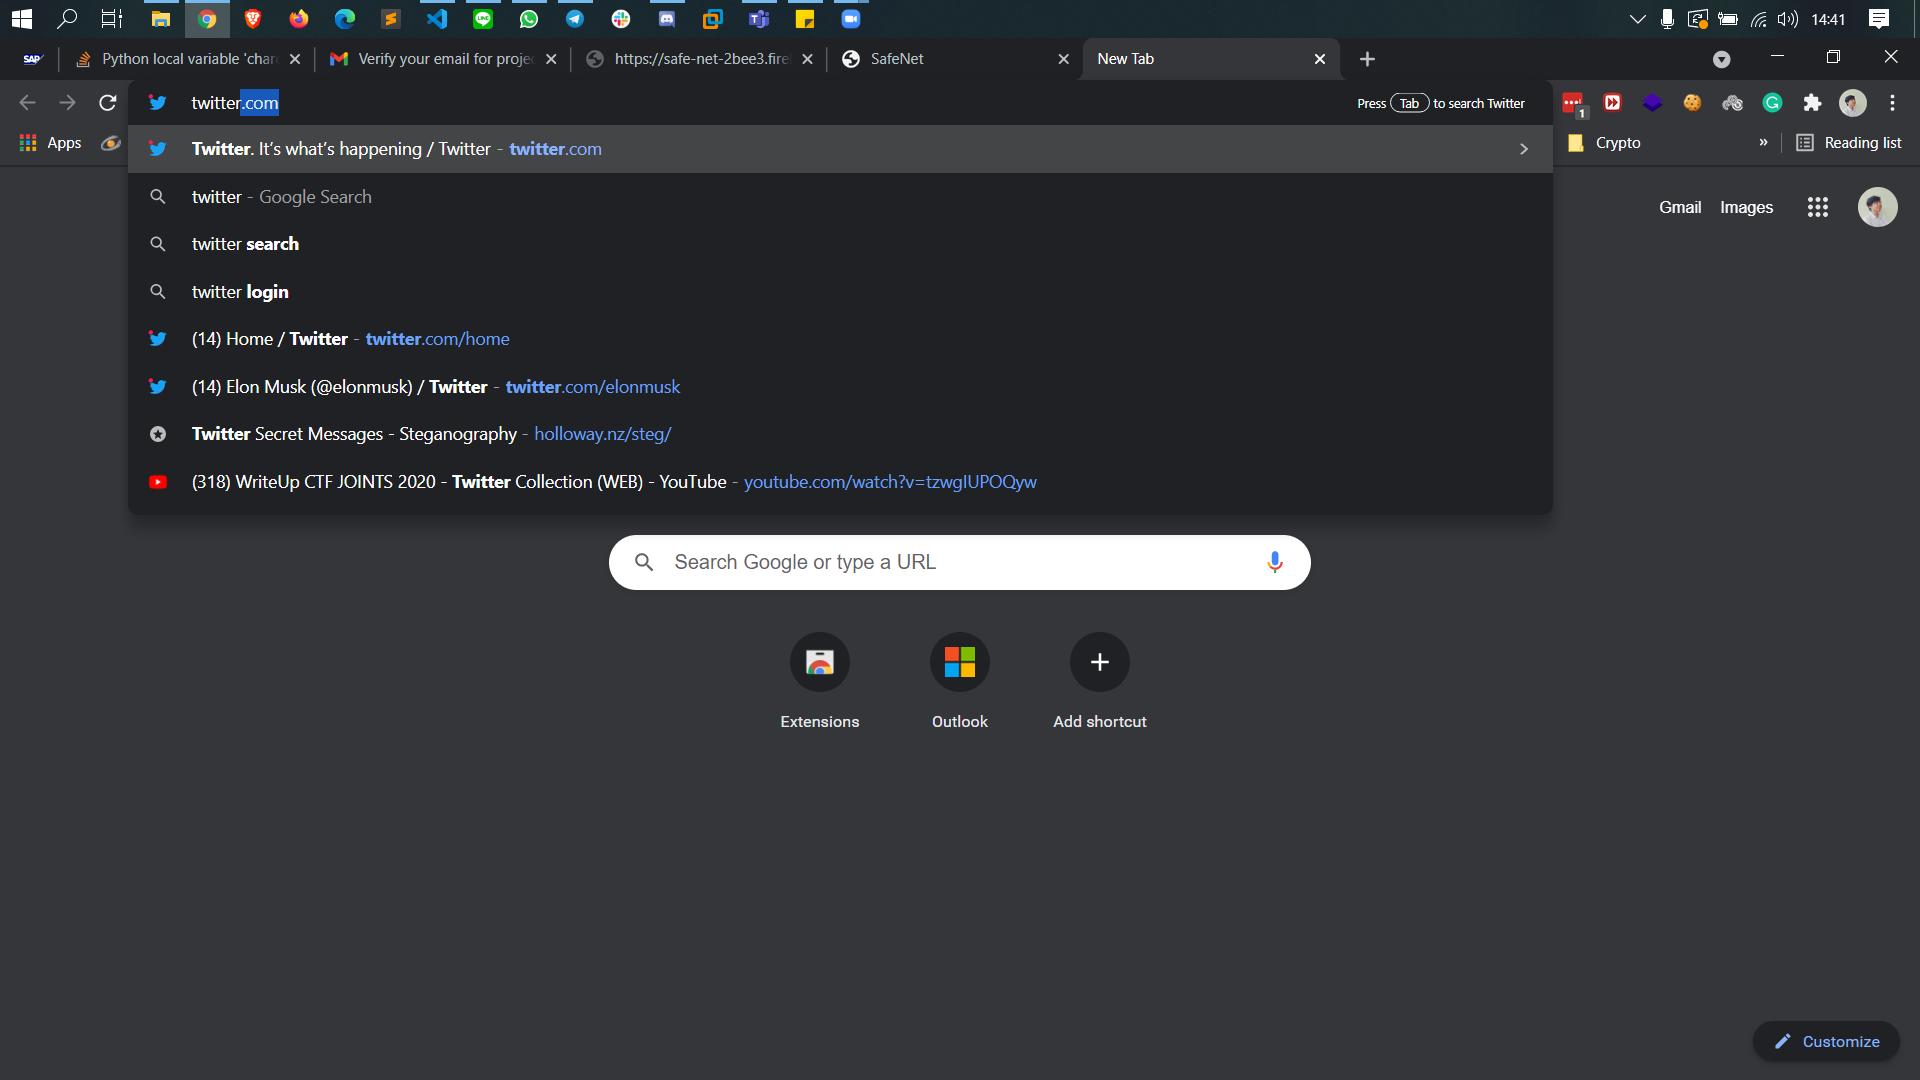 14:41
SAP
Python local variable 'char
Verify your email for proje
https://safe-net-2bee3.fire
SafeNet
New Tab
twitter.com
Press Tab to search Twitter
1
Apps
Twitter. It’s what’s happening / Twitter - twitter.com
Crypto
»
Reading list
twitter - Google Search
Gmail
Images
twitter search
twitter login
(14) Home / Twitter - twitter.com/home
(14) Elon Musk (@elonmusk) / Twitter - twitter.com/elonmusk
Twitter Secret Messages - Steganography - holloway.nz/steg/
(318) WriteUp CTF JOINTS 2020 - Twitter Collection (WEB) - YouTube - youtube.com/watch?v=tzwgIUPOQyw
Search Google or type a URL
Extensions
Outlook
Add shortcut
Customize